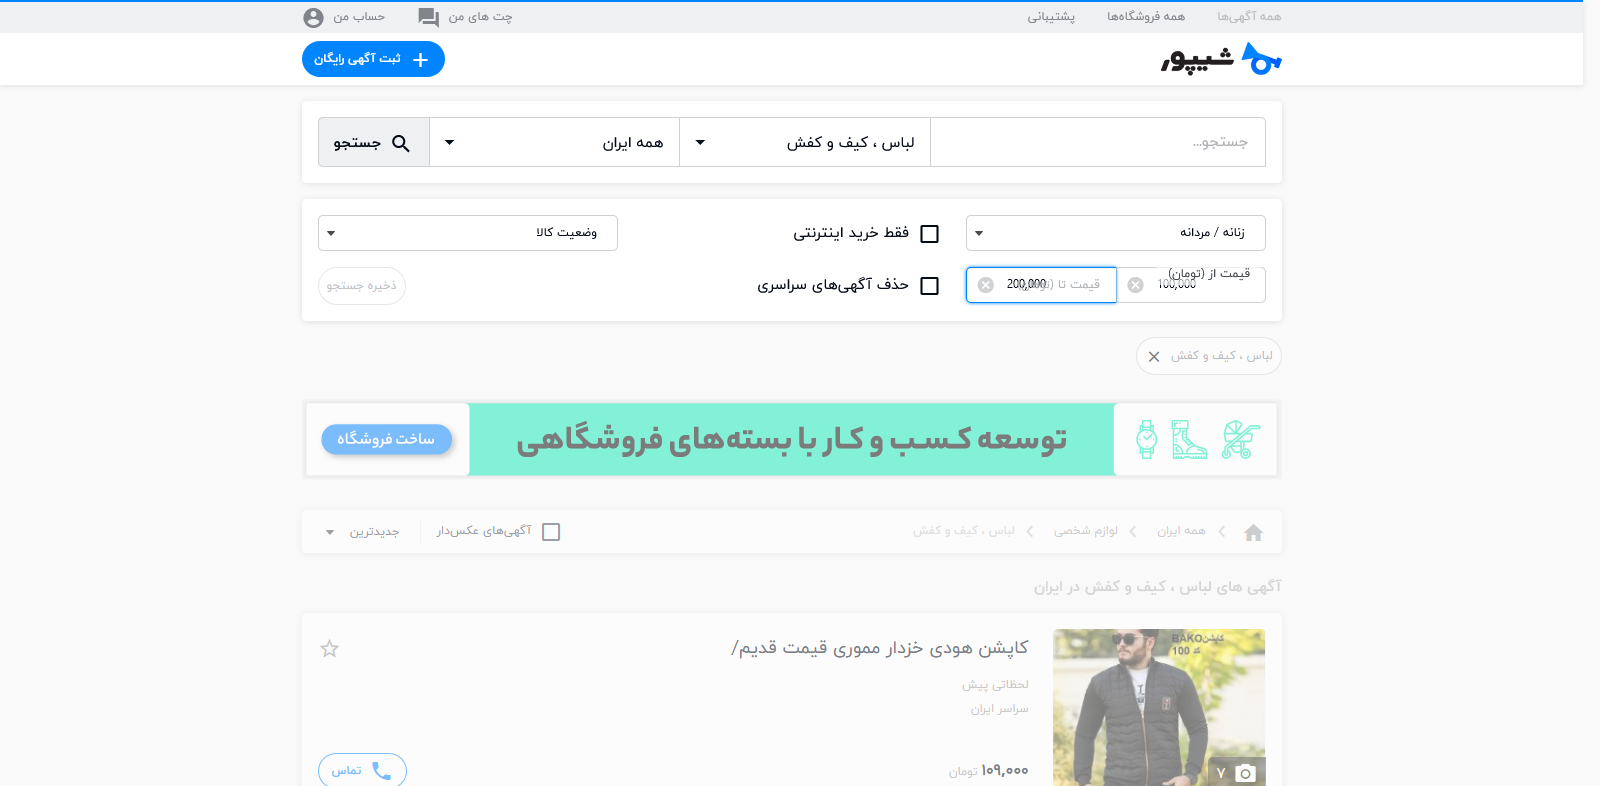 همه آگهی‌ها همه فروشگاه‌ها پشتیبانی چت های من حساب من
شیپور ثبت آگهی رایگان
جستجو... لباس ، کیف و کفش همه ایران جستجو
زنانه / مردانه فقط خرید اینترنتی وضعیت کالا
قیمت از (تومان) 100,000 قیمت تا (تومان) 200,000 حذف آگهی‌های سراسری ذخیره جستجو
لباس ، کیف و کفش
توسعه کسب و کار با بسته‌های فروشگاهی ساخت فروشگاه
همه ایران لوازم شخصی لباس ، کیف و کفش آگهی‌های عکس‌دار جدیدترین
آگهی های لباس ، کیف و کفش در ایران
کاپشن BAKO
کد 100
کاپشن هودی خزدار مموری قیمت قدیم/
لحظاتی پیش
سراسر ایران
۱۰۹,۰۰۰ تومان تماس
۷